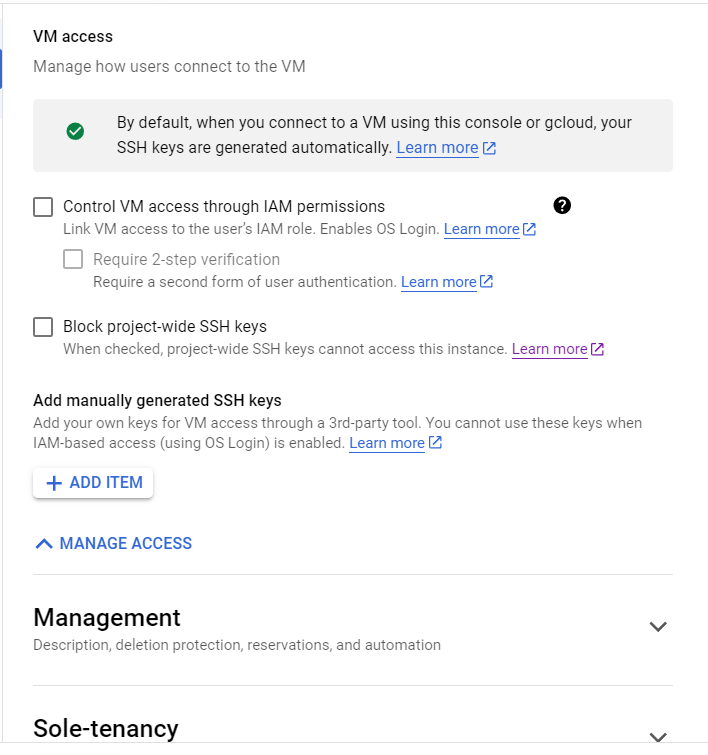 VM access
Manage how users connect to the VM
By default, when you connect to a VM using this console or gcloud, your
SSH keys are generated automatically. Learn more
Control VM access through IAM permissions
Link VM access to the user’s IAM role. Enables OS Login. Learn more
Require 2-step verification
Require a second form of user authentication. Learn more
Block project-wide SSH keys
When checked, project-wide SSH keys cannot access this instance. Learn more
Add manually generated SSH keys
Add your own keys for VM access through a 3rd-party tool. You cannot use these keys when
IAM-based access (using OS Login) is enabled. Learn more
ADD ITEM
MANAGE ACCESS
Management
Description, deletion protection, reservations, and automation
Sole-tenancy